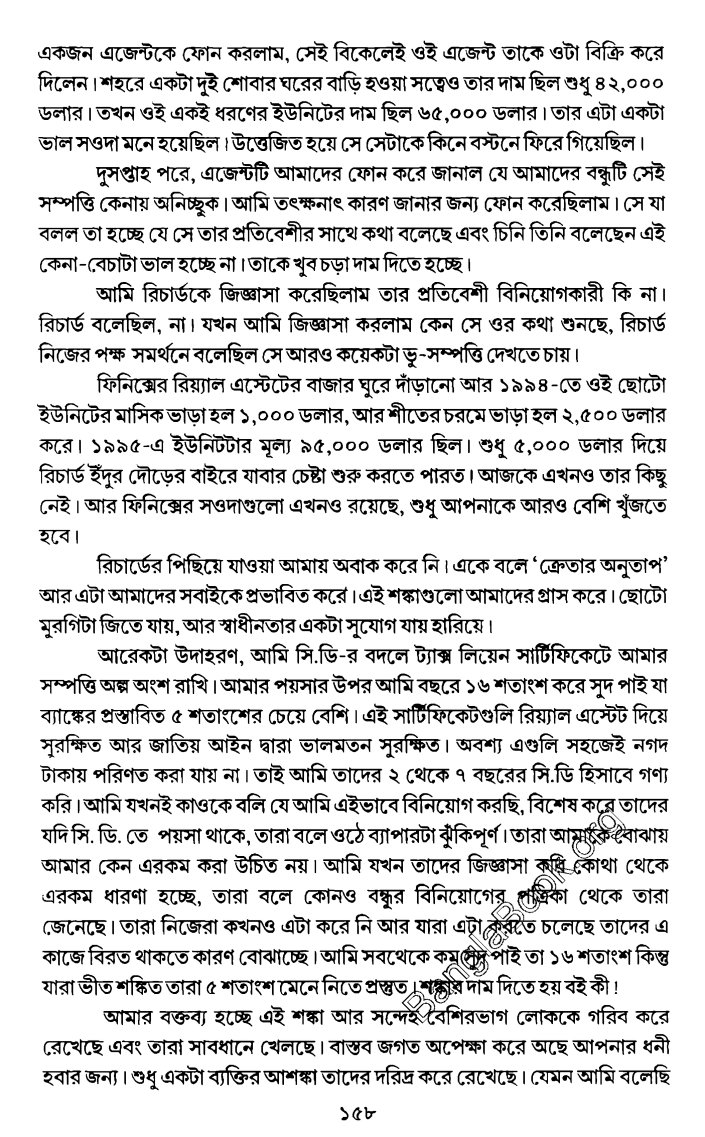 একজন এজেন্টকে ফোন করলাম, সেই বিকেলেই ওই এজেন্ট তাকে ওটা বিক্রি করে
দিলেন। শহরে একটা দুই শোবার ঘরের বাড়ি হওয়া সত্বেও তার দাম ছিল শুধু ৪২,০০০
ডলার। তখন ওই একই ধরণের ইউনিটের দাম ছিল ৬৫,০০০ ডলার। তার এটা একটা
ভাল সওদা মনে হয়েছিল। উত্তেজিত হয়ে সে সেটাকে কিনে বস্টনে ফিরে গিয়েছিল।
দুসপ্তাহ পরে, এজেন্টটি আমাদের ফোন করে জানাল যে আমাদের বন্ধুটি সেই
সম্পত্তি কেনায় অনিচ্ছুক। আমি তৎক্ষনাৎ কারণ জানার জন্য ফোন করেছিলাম। সে যা
বলল তা হচ্ছে যে সে তার প্রতিবেশীর সাথে কথা বলেছে এবং চিনি তিনি বলেছেন এই
কেনা-বেচাটা ভাল হচ্ছে না। তাকে খুব চড়া দাম দিতে হচ্ছে।
আমি রিচার্ডকে জিজ্ঞাসা করেছিলাম তার প্রতিবেশী বিনিয়োগকারী কি না।
রিচার্ড বলেছিল, না। যখন আমি জিজ্ঞাসা করলাম কেন সে ওর কথা শুনছে, রিচার্ড
নিজের পক্ষ সমর্থনে বলেছিল সে আরও কয়েকটা ভু-সম্পত্তি দেখতে চায়।
ফিনিক্সের রিয়্যাল এস্টেটের বাজার ঘুরে দাঁড়ানো আর ১৯৯৪-তে ওই ছোটো
ইউনিটের মাসিক ভাড়া হল ১,০০০ ডলার, আর শীতের চরমে ভাড়া হল ২,৫০০ ডলার
করে। ১৯৯৫-এ ইউনিটটার মূল্য ৯৫,০০০ ডলার ছিল। শুধু ৫,০০০ ডলার দিয়ে
রিচার্ড ইঁদুর দৌড়ের বাইরে যাবার চেষ্টা শুরু করতে পারত। আজকে এখনও তার কিছু
নেই। আর ফিনিক্সের সওদাগুলো এখনও রয়েছে, শুধু আপনাকে আরও বেশি খুঁজতে
হবে।
রিচার্ডের পিছিয়ে যাওয়া আমায় অবাক করে নি। একে বলে ‘ক্রেতার অনুতাপ’
আর এটা আমাদের সবাইকে প্রভাবিত করে। এই শঙ্কাগুলো আমাদের গ্রাস করে। ছোটো
মুরগিটা জিতে যায়, আর স্বাধীনতার একটা সুযোগ যায় হারিয়ে।
আরেকটা উদাহরণ, আমি সি.ডি-র বদলে ট্যাক্স লিয়েন সার্টিফিকেটে আমার
সম্পত্তি অল্প অংশ রাখি। আমার পয়সার উপর আমি বছরে ১৬ শতাংশ করে সুদ পাই যা
ব্যাঙ্কের প্রস্তাবিত ৫ শতাংশের চেয়ে বেশি। এই সার্টিফিকেটগুলি রিয়্যাল এস্টেট দিয়ে
সুরক্ষিত আর জাতিয় আইন দ্বারা ভালমতন সুরক্ষিত। অবশ্য এগুলি সহজেই নগদ
টাকায় পরিণত করা যায় না। তাই আমি তাদের ২ থেকে ৭ বছরের সি.ডি হিসাবে গণ্য
করি। আমি যখনই কাওকে বলি যে আমি এইভাবে বিনিয়োগ করছি, বিশেষ করে তাদের
যদি সি. ডি. তে পয়সা থাকে, তারা বলে ওঠে ব্যাপারটা ঝুঁকিপূর্ণ। তারা আমাকে বোঝায়
আমার কেন এরকম করা উচিত নয়। আমি যখন তাদের জিজ্ঞাসা করি কোথা থেকে
এরকম ধারণা হচ্ছে, তারা বলে কোনও বন্ধুর বিনিয়োগের পত্রিকা থেকে তারা
জেনেছে। তারা নিজেরা কখনও এটা করে নি আর যারা এটা করতে চলেছে তাদের এ
কাজে বিরত থাকতে কারণ বোঝাচ্ছে। আমি সবথেকে কম সুদ পাই তা ১৬ শতাংশ কিন্তু
যারা ভীত শঙ্কিত তারা ৫ শতাংশ মেনে নিতে প্রস্তুত। শঙ্কার দাম দিতে হয় বই কী!
আমার বক্তব্য হচ্ছে এই শঙ্কা আর সন্দেহ বেশিরভাগ লোককে গরিব করে
রেখেছে এবং তারা সাবধানে খেলছে। বাস্তব জগত অপেক্ষা করে অছে আপনার ধনী
হবার জন্য। শুধু একটা ব্যক্তির আশঙ্কা তাদের দরিদ্র করে রেখেছে। যেমন আমি বলেছি
১৫৮
BanglaBook.org